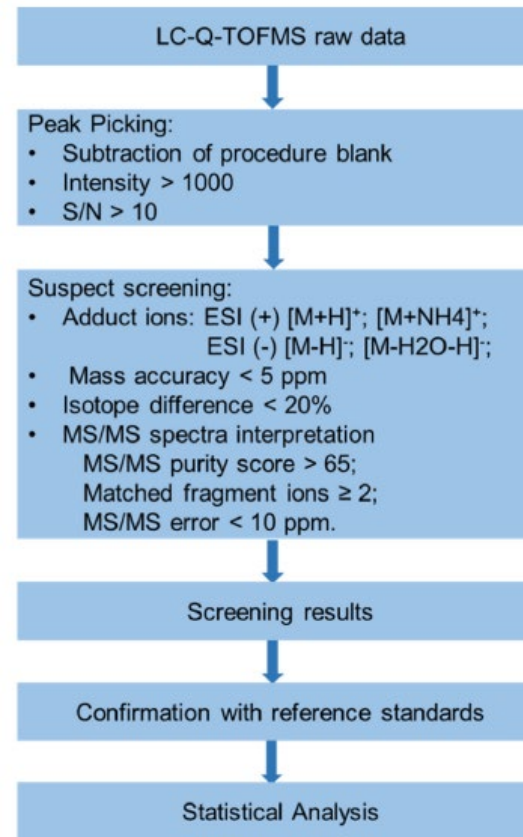 LC-Q-TOFMS raw data
Peak Picking:
• Subtraction of procedure blank
• Intensity > 1000
• S/N > 10
Suspect screening:
• Adduct ions: ESI (+) [M+H]⁺; [M+NH4]⁺;
ESI (-) [M-H]⁻; [M-H2O-H]⁻;
• Mass accuracy < 5 ppm
• Isotope difference < 20%
• MS/MS spectra interpretation
MS/MS purity score > 65;
Matched fragment ions ≥ 2;
MS/MS error < 10 ppm.
Screening results
Confirmation with reference standards
Statistical Analysis